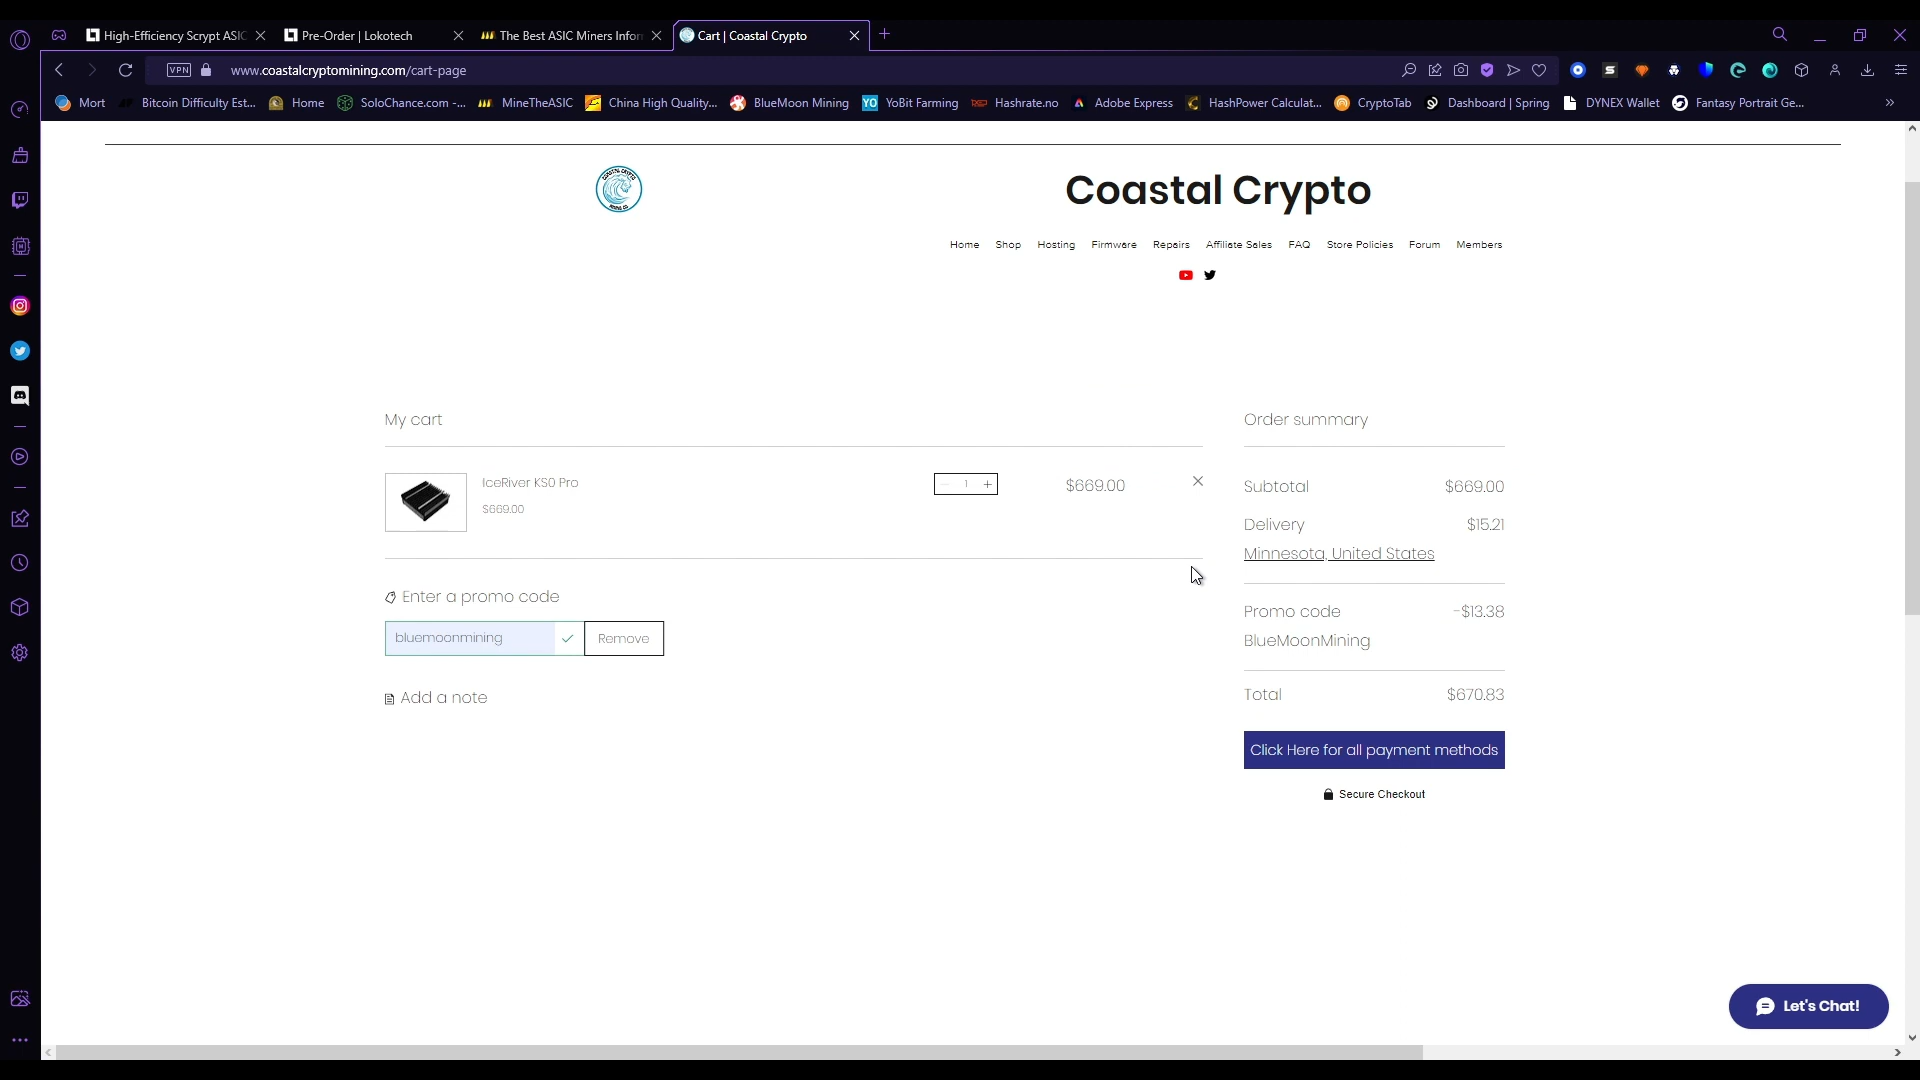 High-Efficiency Scrypt ASIC
Pre-Order | Lokotech
The Best ASIC Miners Infor
Cart | Coastal Crypto
VPN
www.coastalcryptomining.com/cart-page
Mort
Bitcoin Difficulty Est...
Home
SoloChance.com -...
MineTheASIC
China High Quality...
BlueMoon Mining
YO
YoBit Farming
Hashrate.no
Adobe Express
HashPower Calculat...
CryptoTab
Dashboard | Spring
DYNEX Wallet
Fantasy Portrait Ge...
COASTAL CRYPTO
MINING CO.
Coastal Crypto
Home
Shop
Hosting
Firmware
Repairs
Affiliate Sales
FAQ
Store Policies
Forum
Members
My cart
IceRiver KS0 Pro
$669.00
1
$669.00
Enter a promo code
bluemoonmining
Remove
Add a note
Order summary
Subtotal $669.00
Delivery $15.21
Minnesota, United States
Promo code -$13.38
BlueMoonMining
Total $670.83
Click Here for all payment methods
Secure Checkout
Let's Chat!